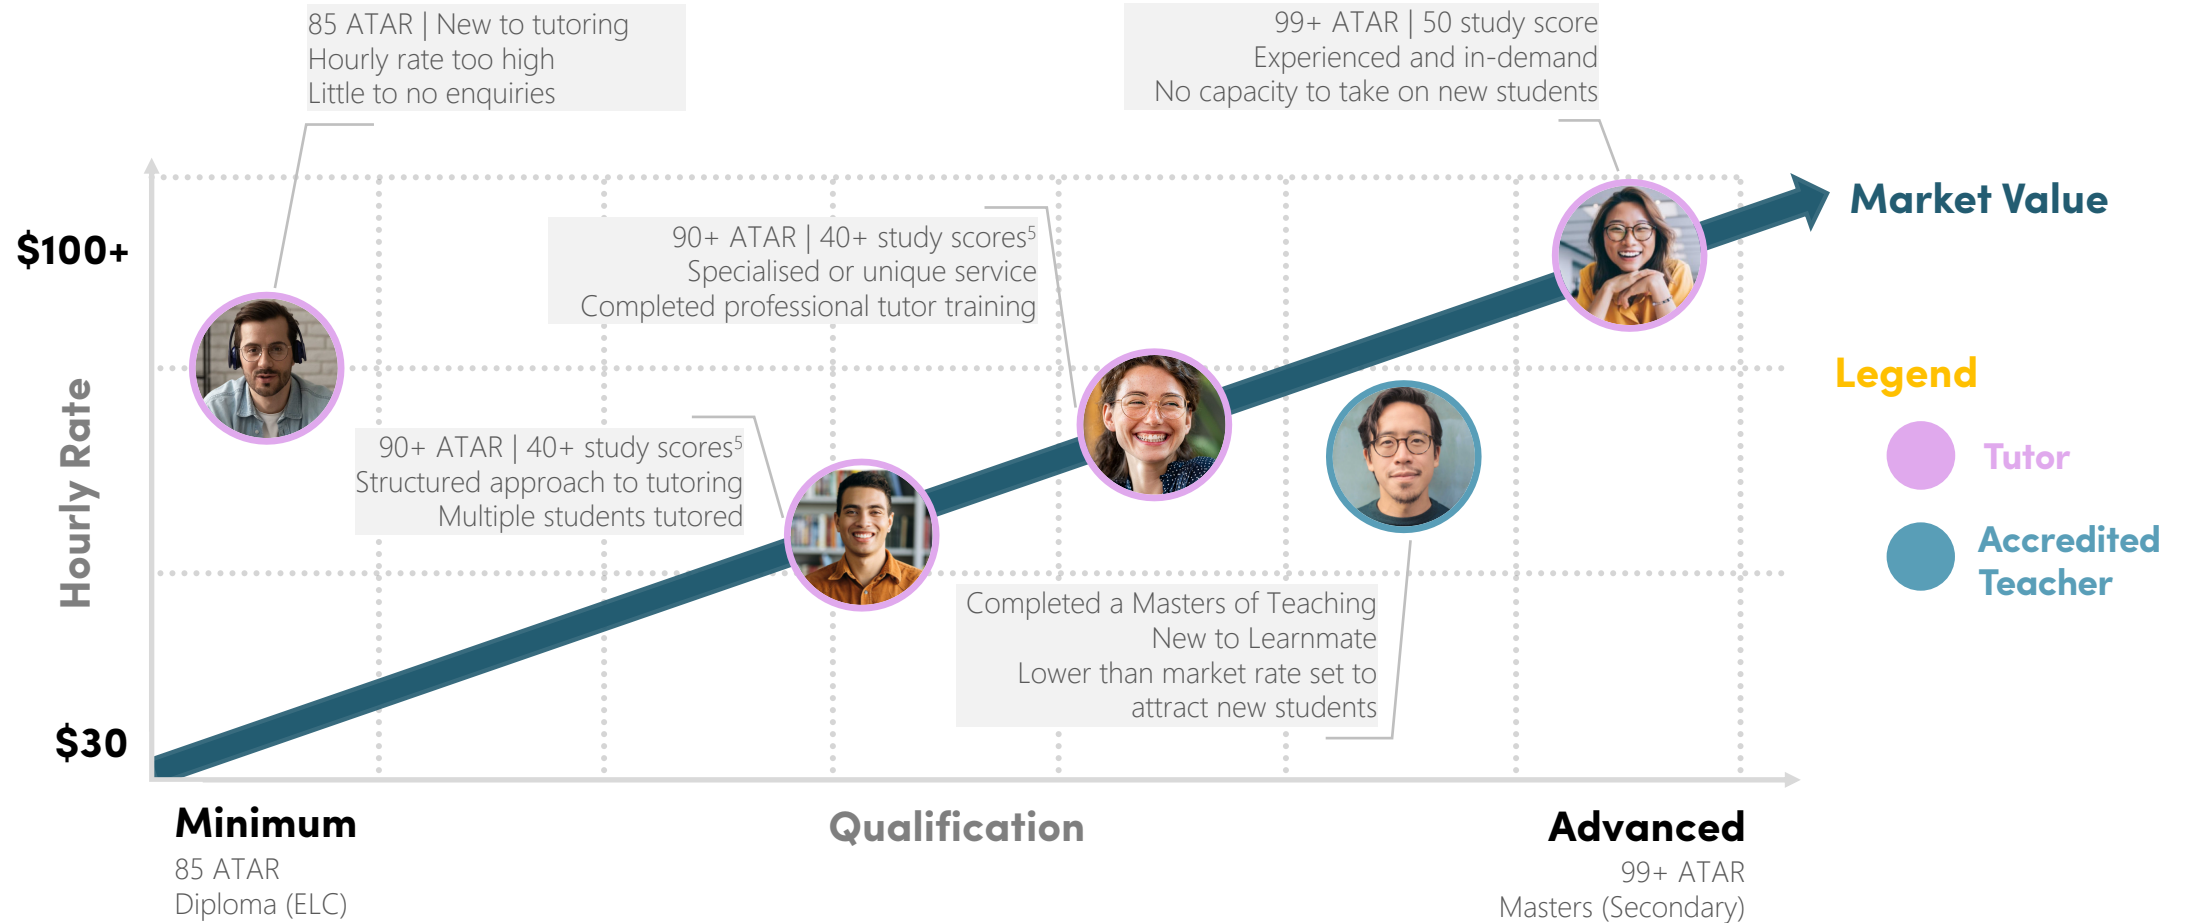 85 ATAR | New to tutoring
Hourly rate too high
Little to no enquiries
99+ ATAR | 50 study score
Experienced and in-demand
No capacity to take on new students
Market Value
$100+
90+ ATAR | 40+ study scores⁵
Specialised or unique service
Completed professional tutor training
Legend
Tutor
Accredited
Teacher
Hourly Rate
90+ ATAR | 40+ study scores⁵
Structured approach to tutoring
Multiple students tutored
Completed a Masters of Teaching
New to Learnmate
Lower than market rate set to
attract new students
$30
Minimum
85 ATAR
Diploma (ELC)
Qualification
Advanced
99+ ATAR
Masters (Secondary)